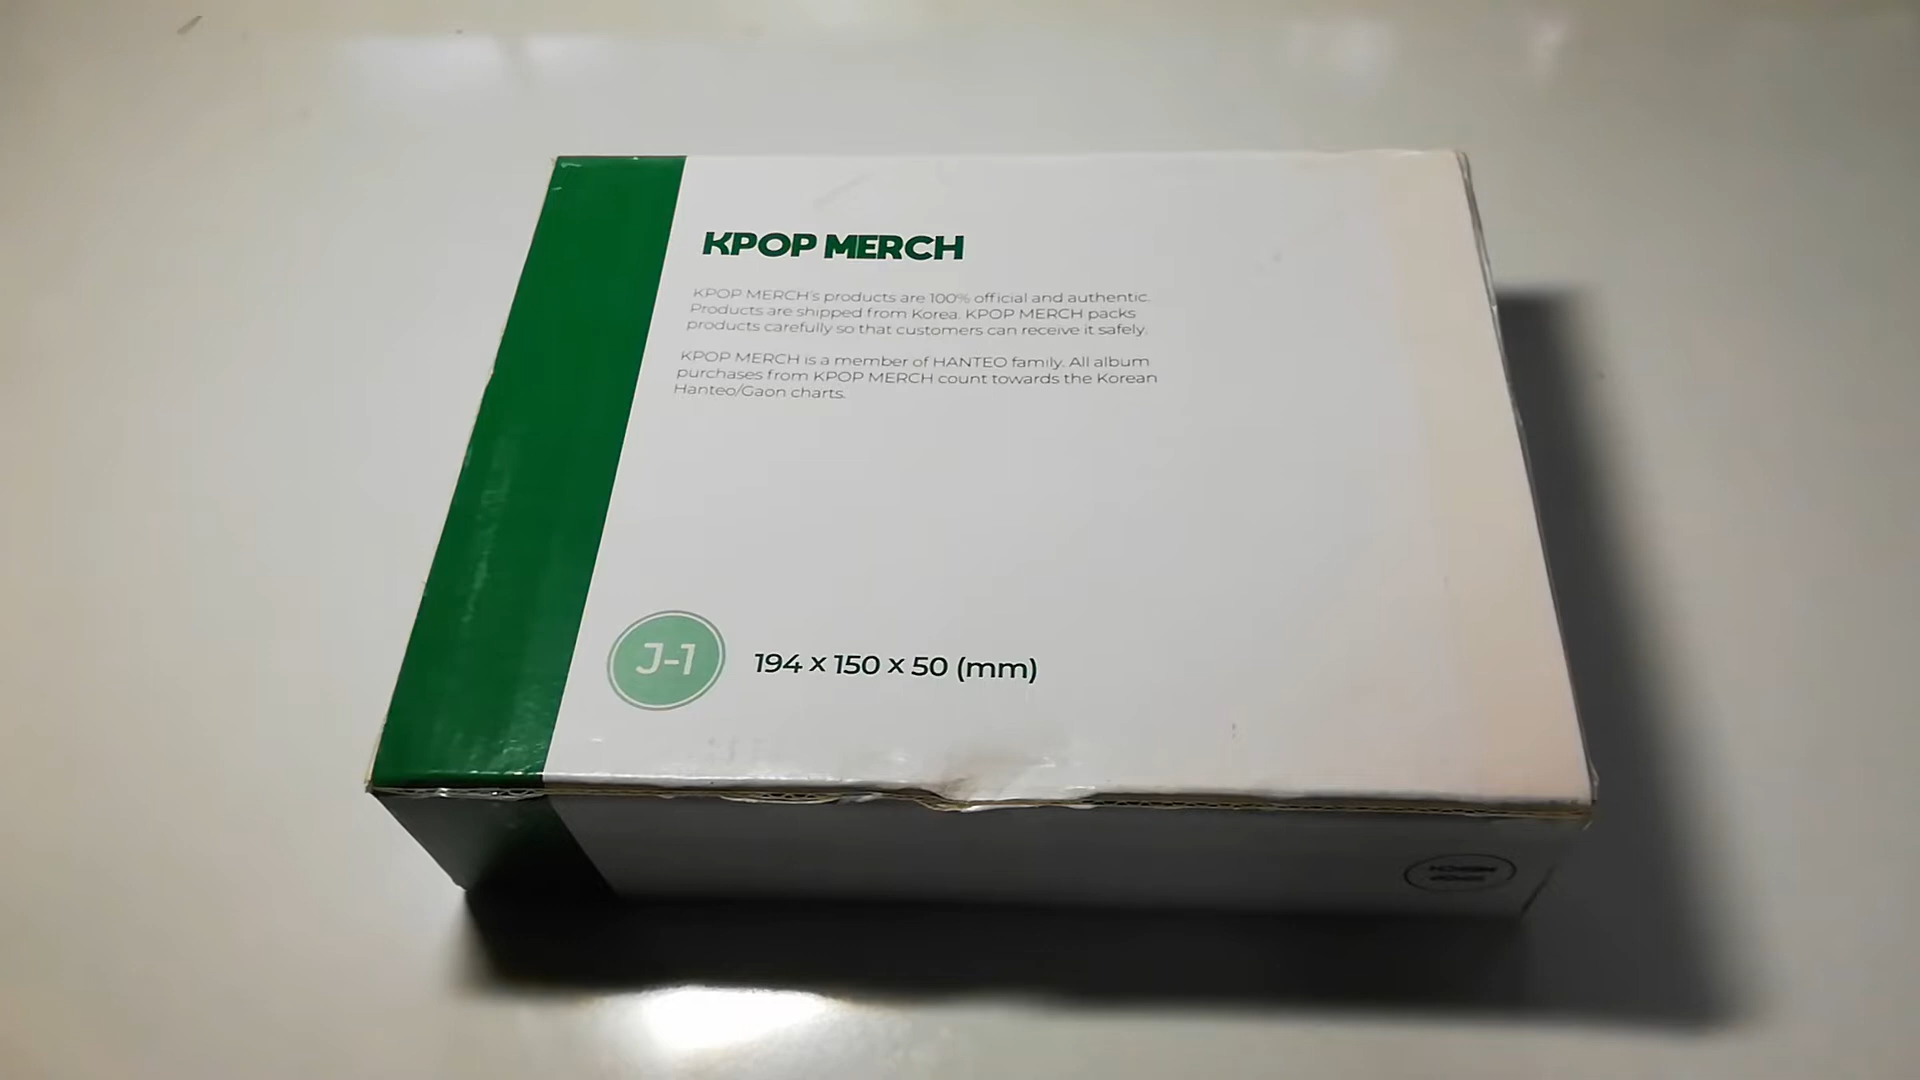 KPOP MERCH
KPOP MERCH's products are 100% official and authentic.
Products are shipped from Korea. KPOP MERCH packs
products carefully so that customers can receive it safely.
KPOP MERCH is a member of HANTEO family. All album
purchases from KPOP MERCH count towards the Korean
Hanteo/Gaon charts.
J-1
194 x 150 x 50 (mm)